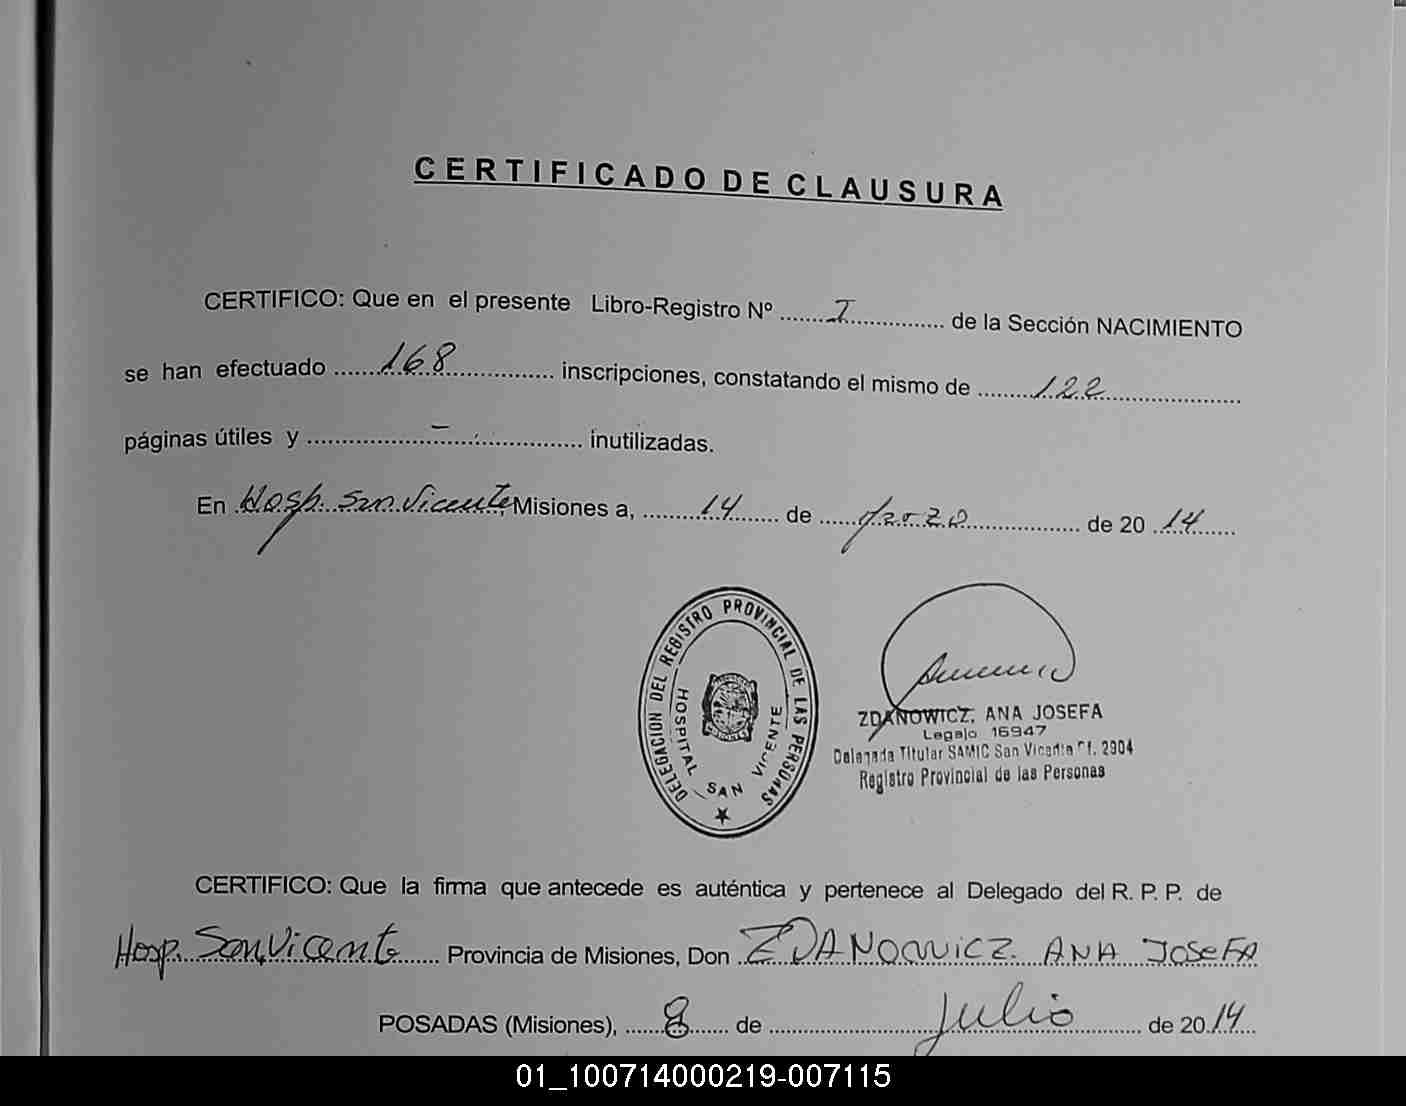 CERTIFICADO DE CLAUSURA
CERTIFICO: Que en el presente Libro-Registro Nº ........I................ de la Sección NACIMIENTO
se han efectuado .......168............... inscripciones, constatando el mismo de .........122....................
páginas útiles y ....................–.................... inutilizadas.
En Hosp. San Vicente, Misiones a, .........14....... de ......Marzo.................. de 20 14
DELEGACION DEL REGISTRO PROVINCIAL DE LAS PERSONAS
HOSPITAL SAN VICENTE
ZDANOWICZ, ANA JOSEFA
Legajo 16947
Delegada Titular SAMIC San Vicente Of. 2904
Registro Provincial de las Personas
CERTIFICO: Que la firma que antecede es auténtica y pertenece al Delegado del R. P. P. de
Hosp. San Vicente ...... Provincia de Misiones, Don ZDANOWICZ. ANA JOSEFA
POSADAS (Misiones), ......8...... de ....................Julio.......... de 20.14
01_100714000219-007115